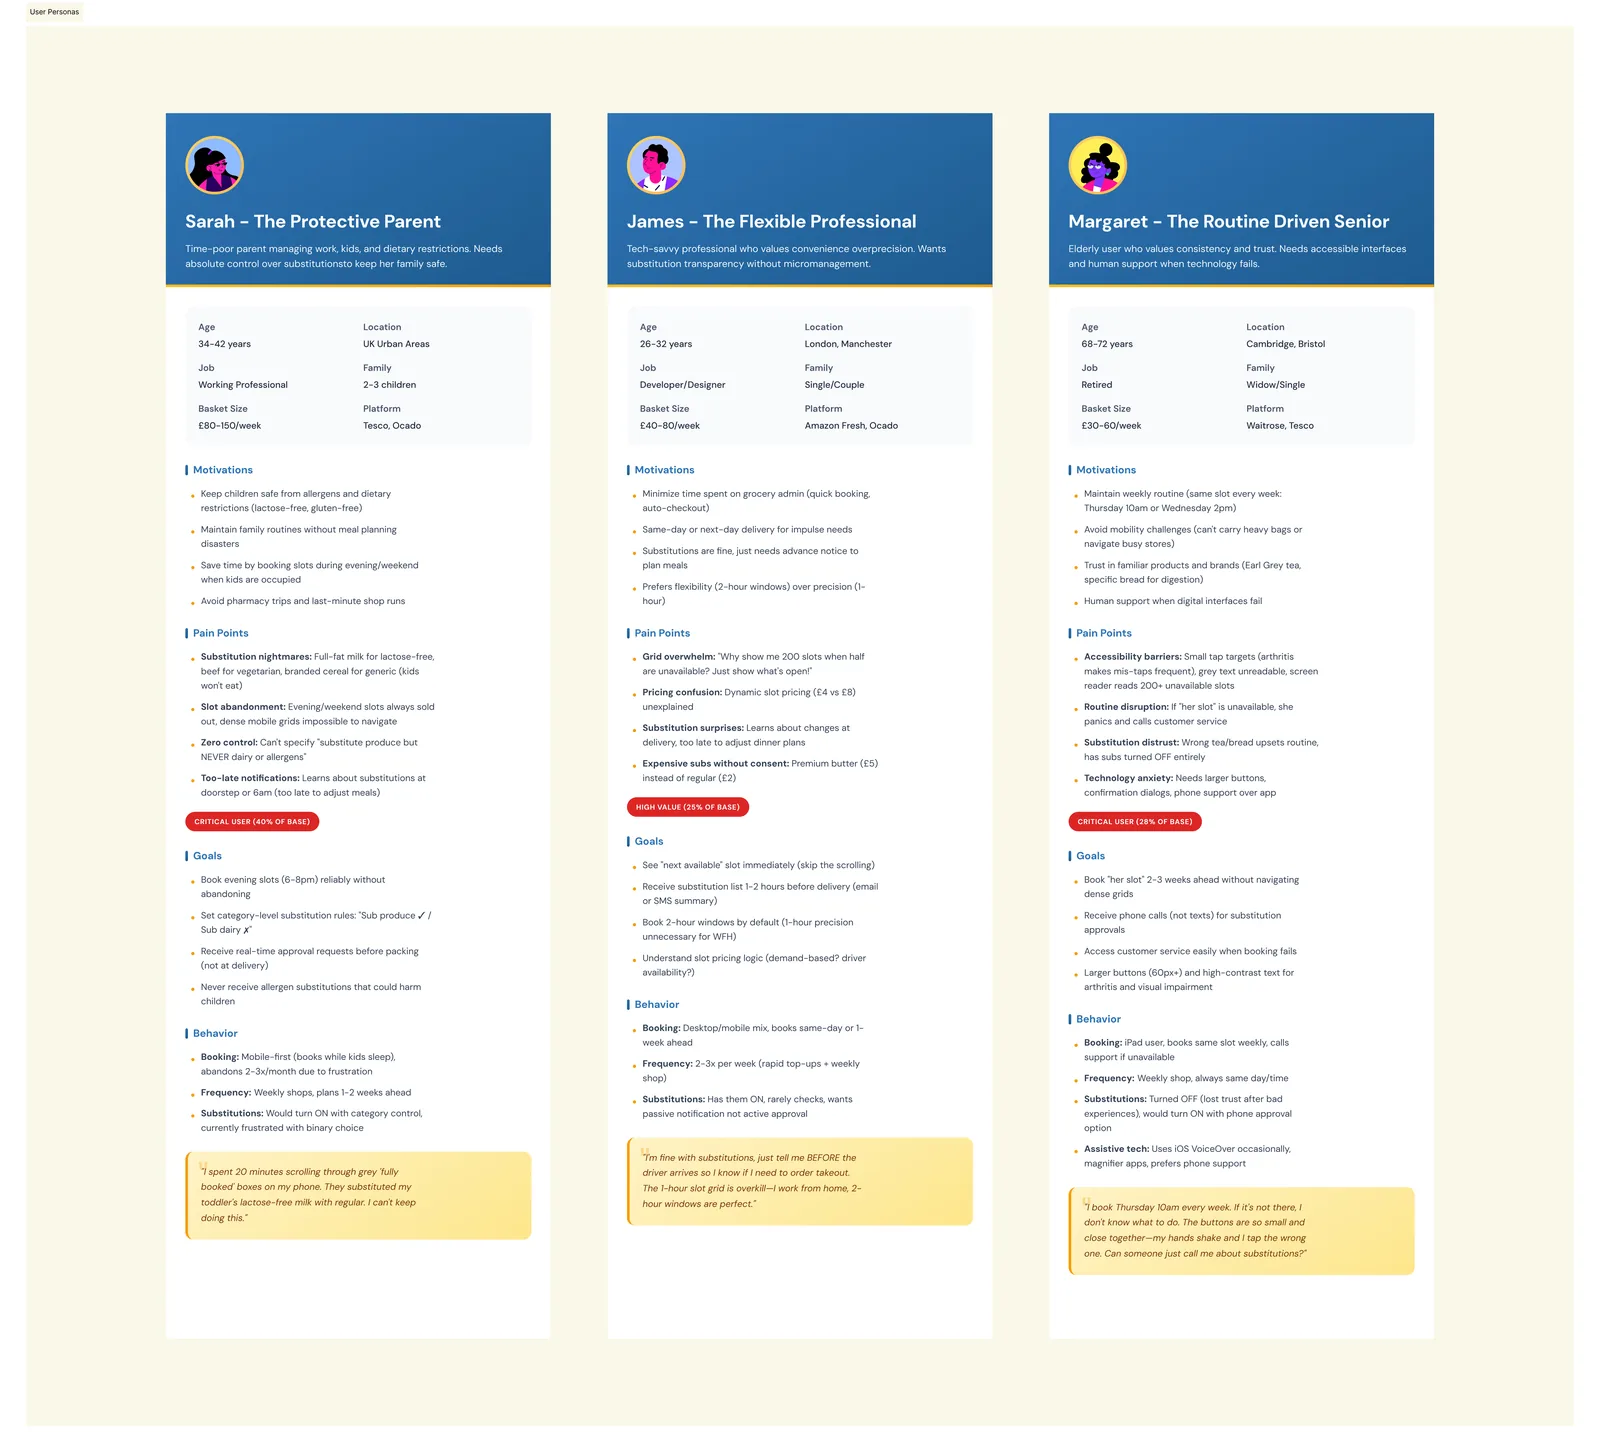 User Personas
Sarah - The Protective Parent
Time-poor parent managing work, kids, and dietary restrictions. Needs
absolute control over substitutionsto keep her family safe.
Age
Location
34-42 years
UK Urban Areas
Job
Family
Working Professional
2-3 children
Basket Size
Platform
£80-150/week
Tesco, Ocado
Motivations
Keep children safe from allergens and dietary
restrictions (lactose-free, gluten-free)
Maintain family routines without meal planning
disasters
Save time by booking slots during evening/weekend
when kids are occupied
Avoid pharmacy trips and last-minute shop runs
Pain Points
Substitution nightmares: Full-fat milk for lactose-free,
beef for vegetarian, branded cereal for generic (kids
won't eat)
Slot abandonment: Evening/weekend slots always sold
out, dense mobile grids impossible to navigate
Zero control: Can't specify "substitute produce but
NEVER dairy or allergens"
Too-late notifications: Learns about substitutions at
doorstep or 6am (too late to adjust meals)
CRITICAL USER (40% OF BASE)
Goals
Book evening slots (6-8pm) reliably without
abandoning
Set category-level substitution rules: "Sub produce ✓ /
Sub dairy ✗"
Receive real-time approval requests before packing
(not at delivery)
Never receive allergen substitutions that could harm
children
Behavior
Booking: Mobile-first (books while kids sleep),
abandons 2-3x/month due to frustration
Frequency: Weekly shops, plans 1-2 weeks ahead
Substitutions: Would turn ON with category control,
currently frustrated with binary choice
"I spent 20 minutes scrolling through grey 'fully
booked' boxes on my phone. They substituted my
toddler's lactose-free milk with regular. I can't keep
doing this."
James - The Flexible Professional
Tech-savvy professional who values convenience overprecision. Wants
substitution transparency without micromanagement.
Age
Location
26-32 years
London, Manchester
Job
Family
Developer/Designer
Single/Couple
Basket Size
Platform
£40-80/week
Amazon Fresh, Ocado
Motivations
Minimize time spent on grocery admin (quick booking,
auto-checkout)
Same-day or next-day delivery for impulse needs
Substitutions are fine, just needs advance notice to
plan meals
Prefers flexibility (2-hour windows) over precision (1-
hour)
Pain Points
Grid overwhelm: "Why show me 200 slots when half
are unavailable? Just show what's open!"
Pricing confusion: Dynamic slot pricing (£4 vs £8)
unexplained
Substitution surprises: Learns about changes at
delivery, too late to adjust dinner plans
Expensive subs without consent: Premium butter (£5)
instead of regular (£2)
HIGH VALUE (25% OF BASE)
Goals
See "next available" slot immediately (skip the scrolling)
Receive substitution list 1-2 hours before delivery (email
or SMS summary)
Book 2-hour windows by default (1-hour precision
unnecessary for WFH)
Understand slot pricing logic (demand-based? driver
availability?)
Behavior
Booking: Desktop/mobile mix, books same-day or 1-
week ahead
Frequency: 2-3x per week (rapid top-ups + weekly
shop)
Substitutions: Has them ON, rarely checks, wants
passive notification not active approval
"I'm fine with substitutions, just tell me BEFORE the
driver arrives so I know if I need to order takeout.
The 1-hour slot grid is overkill—I work from home, 2-
hour windows are perfect."
Margaret - The Routine Driven Senior
Elderly user who values consistency and trust. Needs accessible interfaces
and human support when technology fails.
Age
Location
68-72 years
Cambridge, Bristol
Job
Family
Retired
Widow/Single
Basket Size
Platform
£30-60/week
Waitrose, Tesco
Motivations
Maintain weekly routine (same slot every week:
Thursday 10am or Wednesday 2pm)
Avoid mobility challenges (can't carry heavy bags or
navigate busy stores)
Trust in familiar products and brands (Earl Grey tea,
specific bread for digestion)
Human support when digital interfaces fail
Pain Points
Accessibility barriers: Small tap targets (arthritis
makes mis-taps frequent), grey text unreadable, screen
reader reads 200+ unavailable slots
Routine disruption: If "her slot" is unavailable, she
panics and calls customer service
Substitution distrust: Wrong tea/bread upsets routine,
has subs turned OFF entirely
Technology anxiety: Needs larger buttons,
confirmation dialogs, phone support over app
CRITICAL USER (28% OF BASE)
Goals
Book "her slot" 2-3 weeks ahead without navigating
dense grids
Receive phone calls (not texts) for substitution
approvals
Access customer service easily when booking fails
Larger buttons (60px+) and high-contrast text for
arthritis and visual impairment
Behavior
Booking: iPad user, books same slot weekly, calls
support if unavailable
Frequency: Weekly shop, always same day/time
Substitutions: Turned OFF (lost trust after bad
experiences), would turn ON with phone approval
option
Assistive tech: Uses iOS VoiceOver occasionally,
magnifier apps, prefers phone support
"I book Thursday 10am every week. If it's not there, I
don't know what to do. The buttons are so small and
close together—my hands shake and I tap the wrong
one. Can someone just call me about substitutions?"